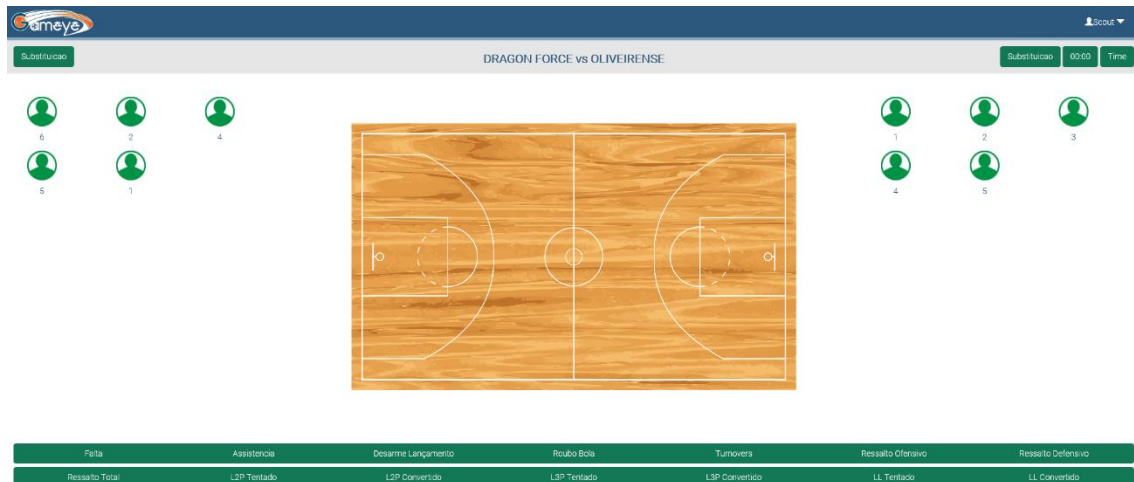 Gameye
Scout
Substituicao
DRAGON FORCE vs OLIVEIRENSE
Substituicao 00:00 Time
6 2 4
1 2 3
5 1
4 5
Falta Assistencia Desarme Lançamento Roubo Bola Turnovers Ressalto Ofensivo Ressalto Defensivo
Ressalto Total L2P Tentado L2P Convertido L3P Tentado L3P Convertido LL Tentado LL Convertido